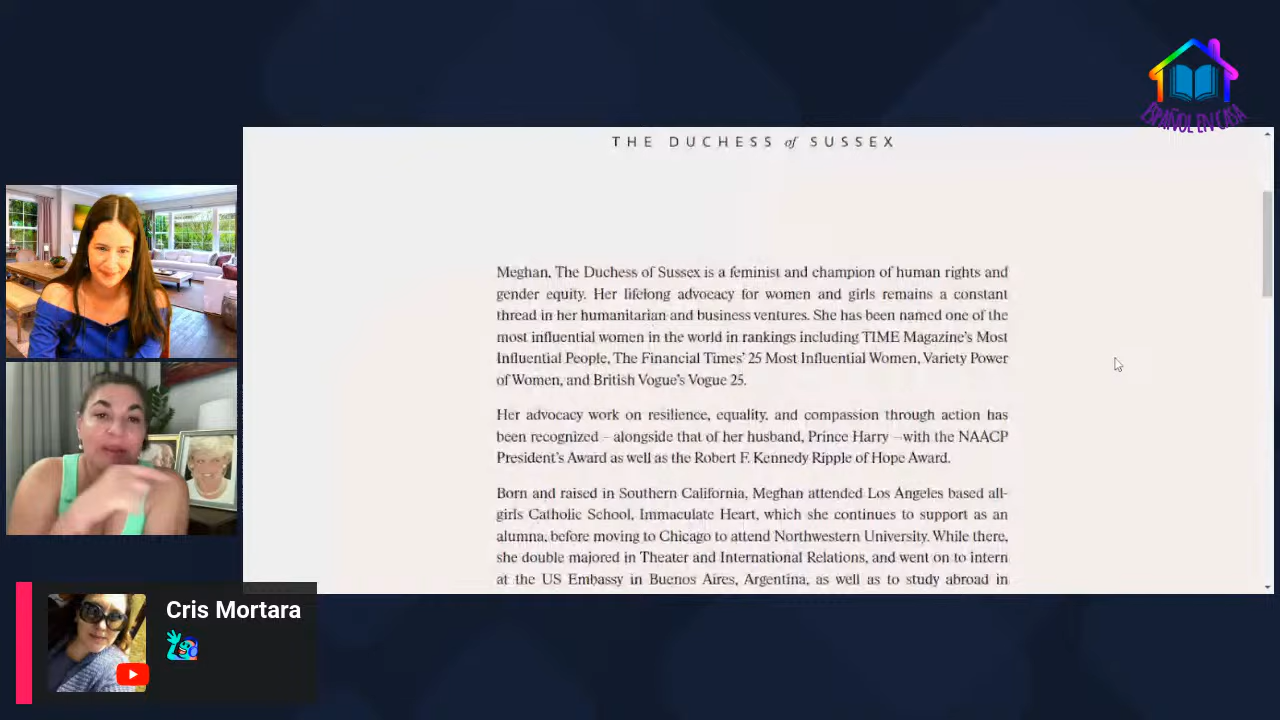 ESPAÑOL EN CASA
THE DUCHESS of SUSSEX
Meghan, The Duchess of Sussex is a feminist and champion of human rights and
gender equity. Her lifelong advocacy for women and girls remains a constant
thread in her humanitarian and business ventures. She has been named one of the
most influential women in the world in rankings including TIME Magazine's Most
Influential People, The Financial Times' 25 Most Influential Women, Variety Power
of Women, and British Vogue's Vogue 25.
Her advocacy work on resilience, equality, and compassion through action has
been recognized – alongside that of her husband, Prince Harry –with the NAACP
President's Award as well as the Robert F. Kennedy Ripple of Hope Award.
Born and raised in Southern California, Meghan attended Los Angeles based all-
girls Catholic School, Immaculate Heart, which she continues to support as an
alumna, before moving to Chicago to attend Northwestern University. While there,
she double majored in Theater and International Relations, and went on to intern
at the US Embassy in Buenos Aires, Argentina, as well as to study abroad in
Cris Mortara